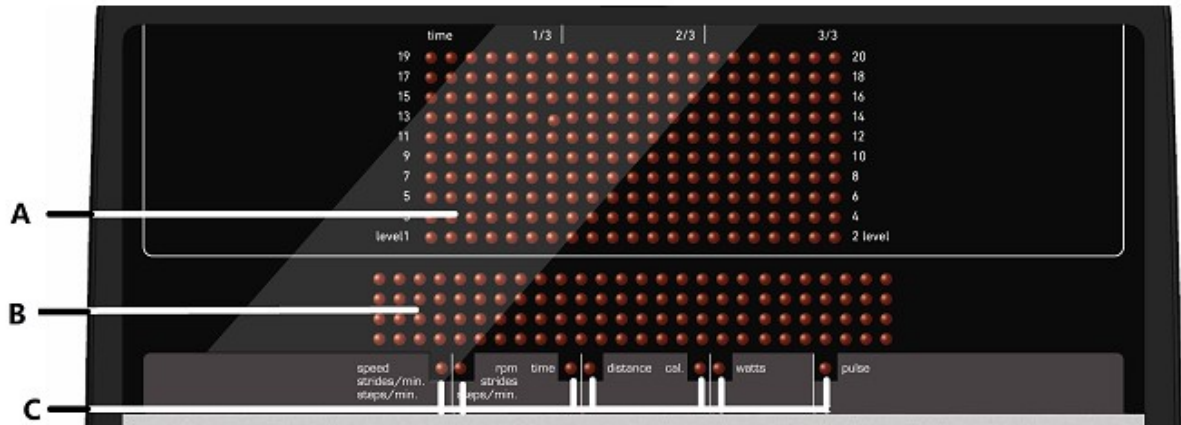 time 1/3 2/3 3/3
19 20
17 18
15 16
13 14
11 12
9 10
7 8
5 6
A 3 4
level1 2 level
B
speed rpm time distance cal. watts pulse
strides/min. strides
steps/min. steps/min.
C